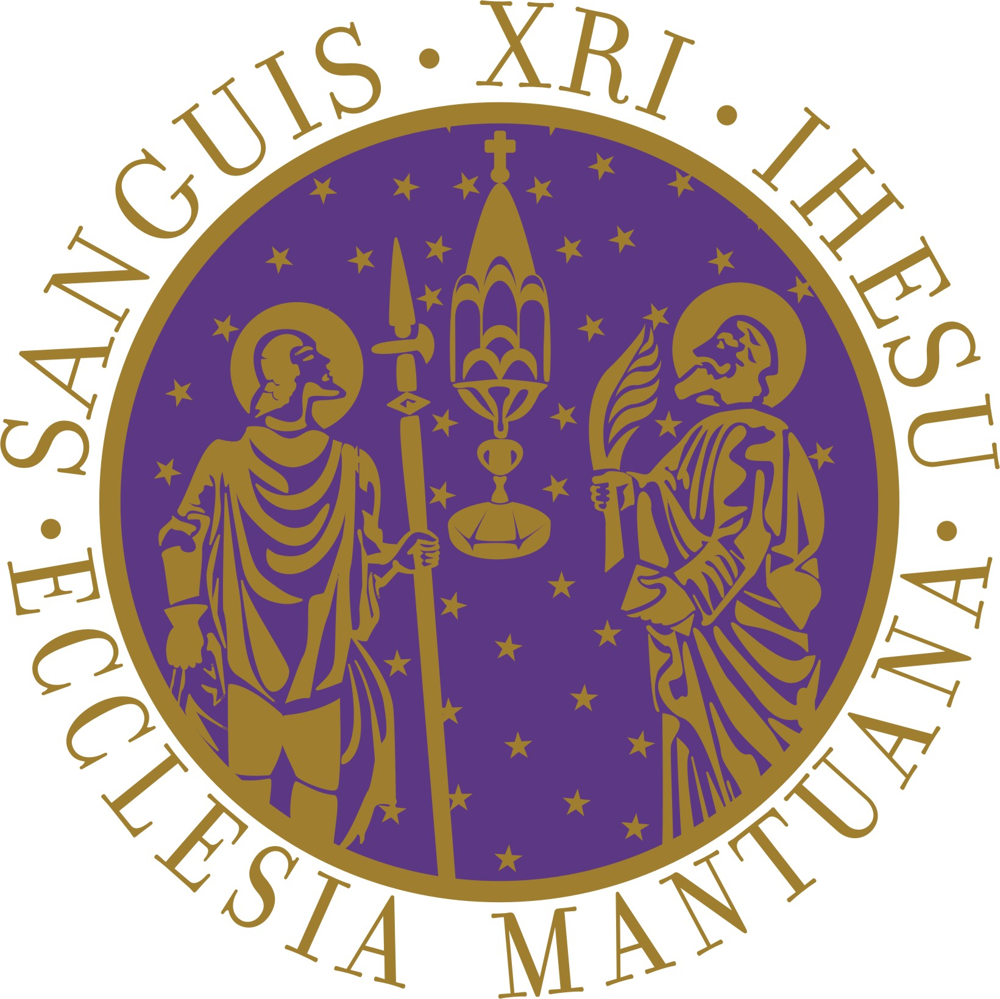 SANGUIS · XRI · IHESU
· ECCLESIA MANTUANA ·